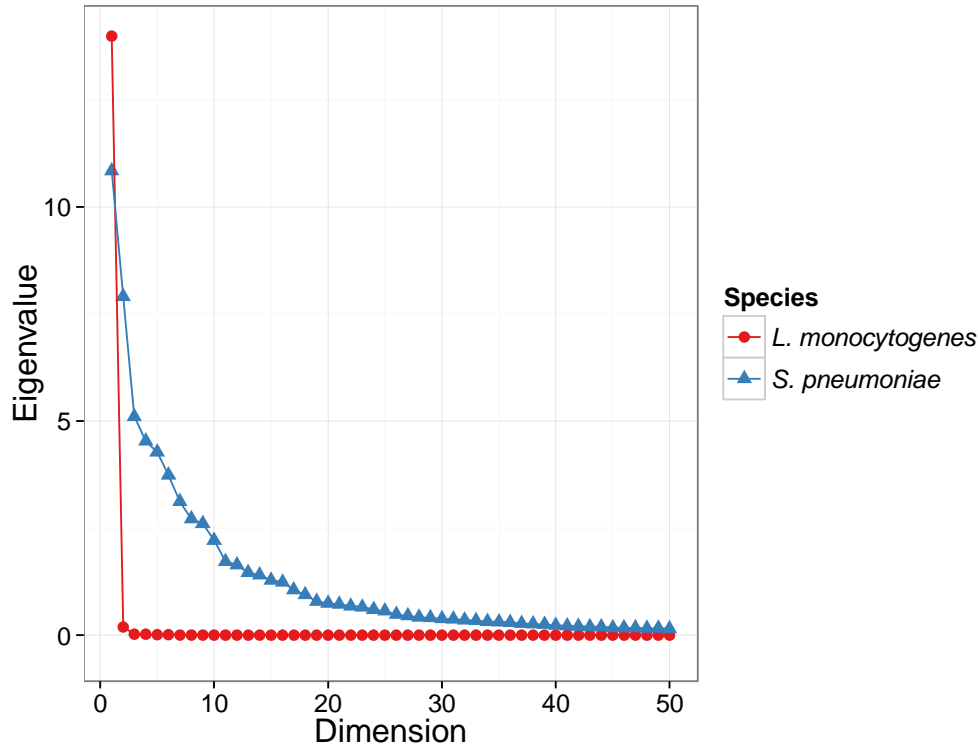 10
5
0
Eigenvalue
0 10 20 30 40 50
Dimension
Species
L. monocytogenes
S. pneumoniae